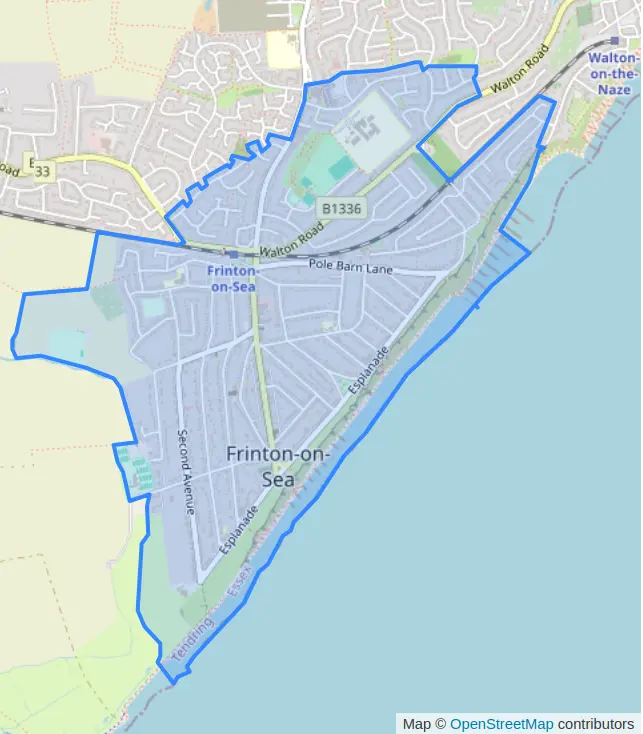 Walton-
on-the-
Naze
Walton Road
33
B1336
Walton Road
Frinton-
on-Sea
Pole Barn Lane
Esplanade
Second Avenue
Frinton-on-
Sea
Esplanade
Essex
Tendring
Map © OpenStreetMap contributors